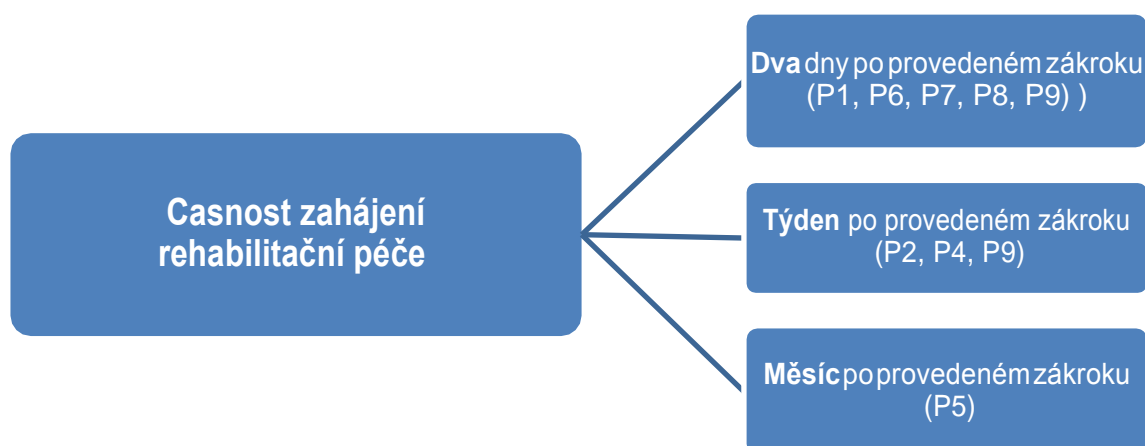 Casnost zahájení
rehabilitační péče
Dva dny po provedeném zákroku
(P1, P6, P7, P8, P9) )
Týden po provedeném zákroku
(P2, P4, P9)
Měsíc po provedeném zákroku
(P5)